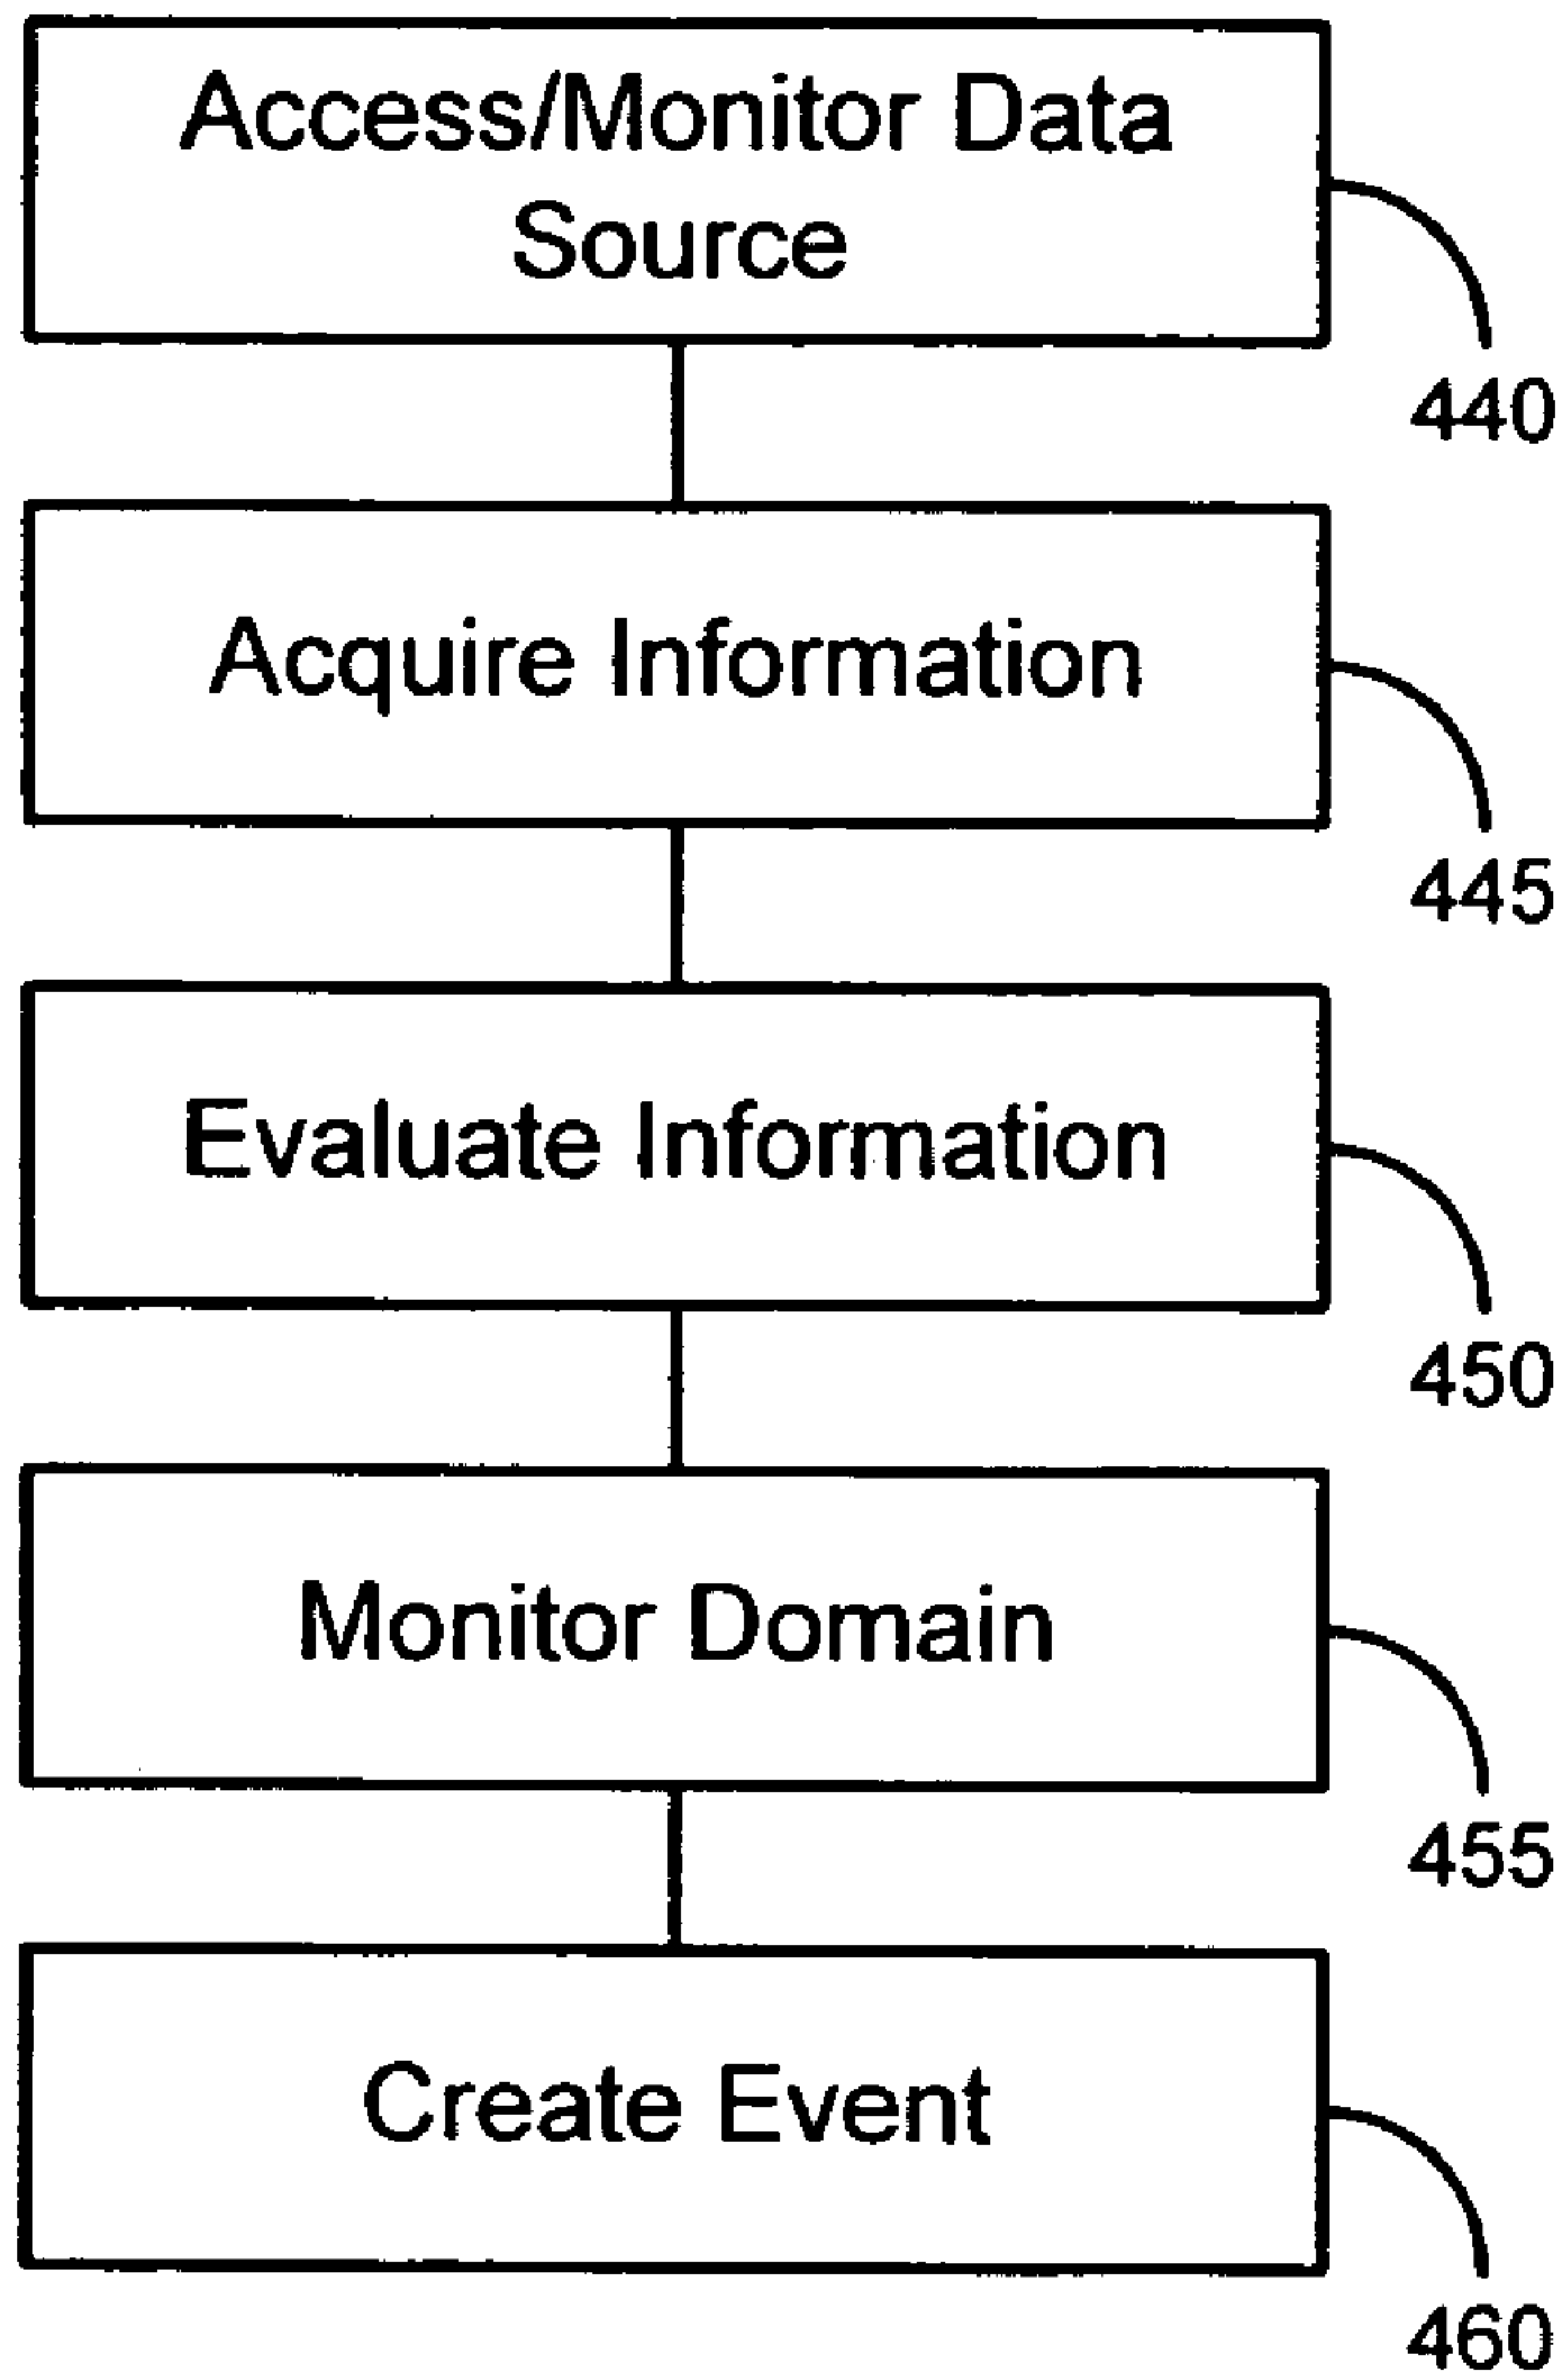 Access/Monitor Data
Source
440
Acquire Information
445
Evaluate Information
450
Monitor Domain
455
Create Event
460